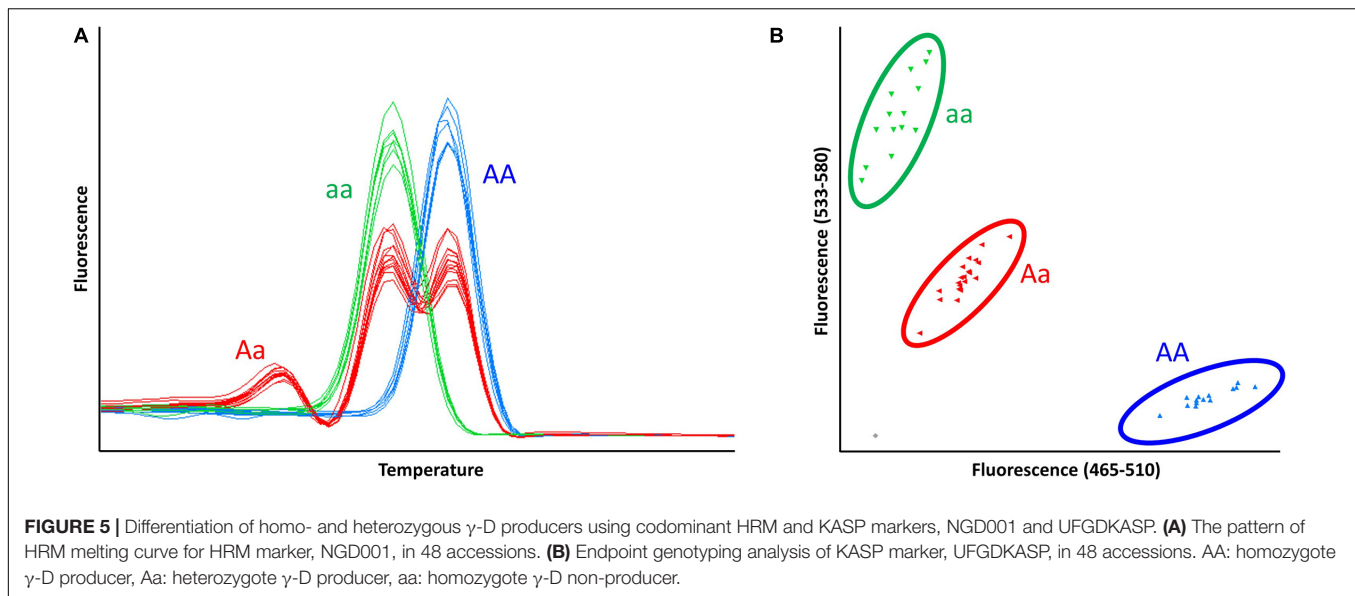 A
Fluorescence
aa
AA
Aa
Temperature
B
Fluorescence (533-580)
aa
Aa
AA
Fluorescence (465-510)
FIGURE 5 | Differentiation of homo- and heterozygous γ-D producers using codominant HRM and KASP markers, NGD001 and UFGDKASP. (A) The pattern of
HRM melting curve for HRM marker, NGD001, in 48 accessions. (B) Endpoint genotyping analysis of KASP marker, UFGDKASP, in 48 accessions. AA: homozygote
γ-D producer, Aa: heterozygote γ-D producer, aa: homozygote γ-D non-producer.